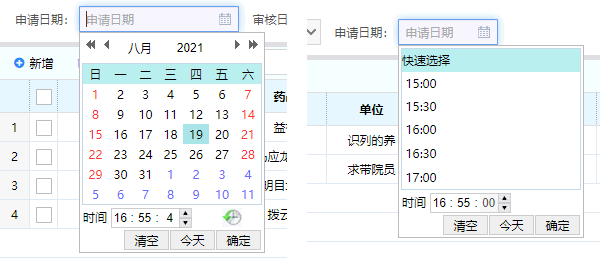 申请日期: 申请日期 审核日
八月 2021
新增
日 一 二 三 四 五 六
1 2 3 4 5 6 7
8 9 10 11 12 13 14
15 16 17 18 19 20 21
22 23 24 25 26 27 28
29 30 31 1 2 3 4
5 6 7 8 9 10 11
药
1 益
2 应龙
3 明目
4 拨云
时间 16 : 55 : 4
清空 今天 确定
申请日期: 申请日期
快速选择
15:00
15:30
16:00
16:30
17:00
单位
识列的养
求带院员
时间 16 : 55 : 00
清空 今天 确定